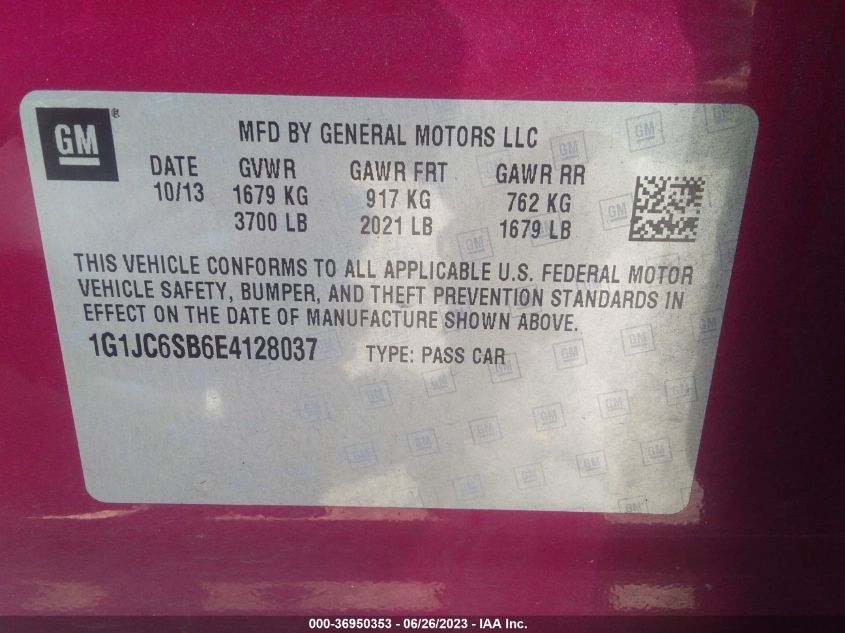 GM ®
MFD BY GENERAL MOTORS LLC
DATE GVWR GAWR FRT GAWR RR
10/13 1679 KG 917 KG 762 KG
3700 LB 2021 LB 1679 LB
THIS VEHICLE CONFORMS TO ALL APPLICABLE U.S. FEDERAL MOTOR
VEHICLE SAFETY, BUMPER, AND THEFT PREVENTION STANDARDS IN
EFFECT ON THE DATE OF MANUFACTURE SHOWN ABOVE.
1G1JC6SB6E4128037 TYPE: PASS CAR
000-36950353 - 06/26/2023 - IAA Inc.